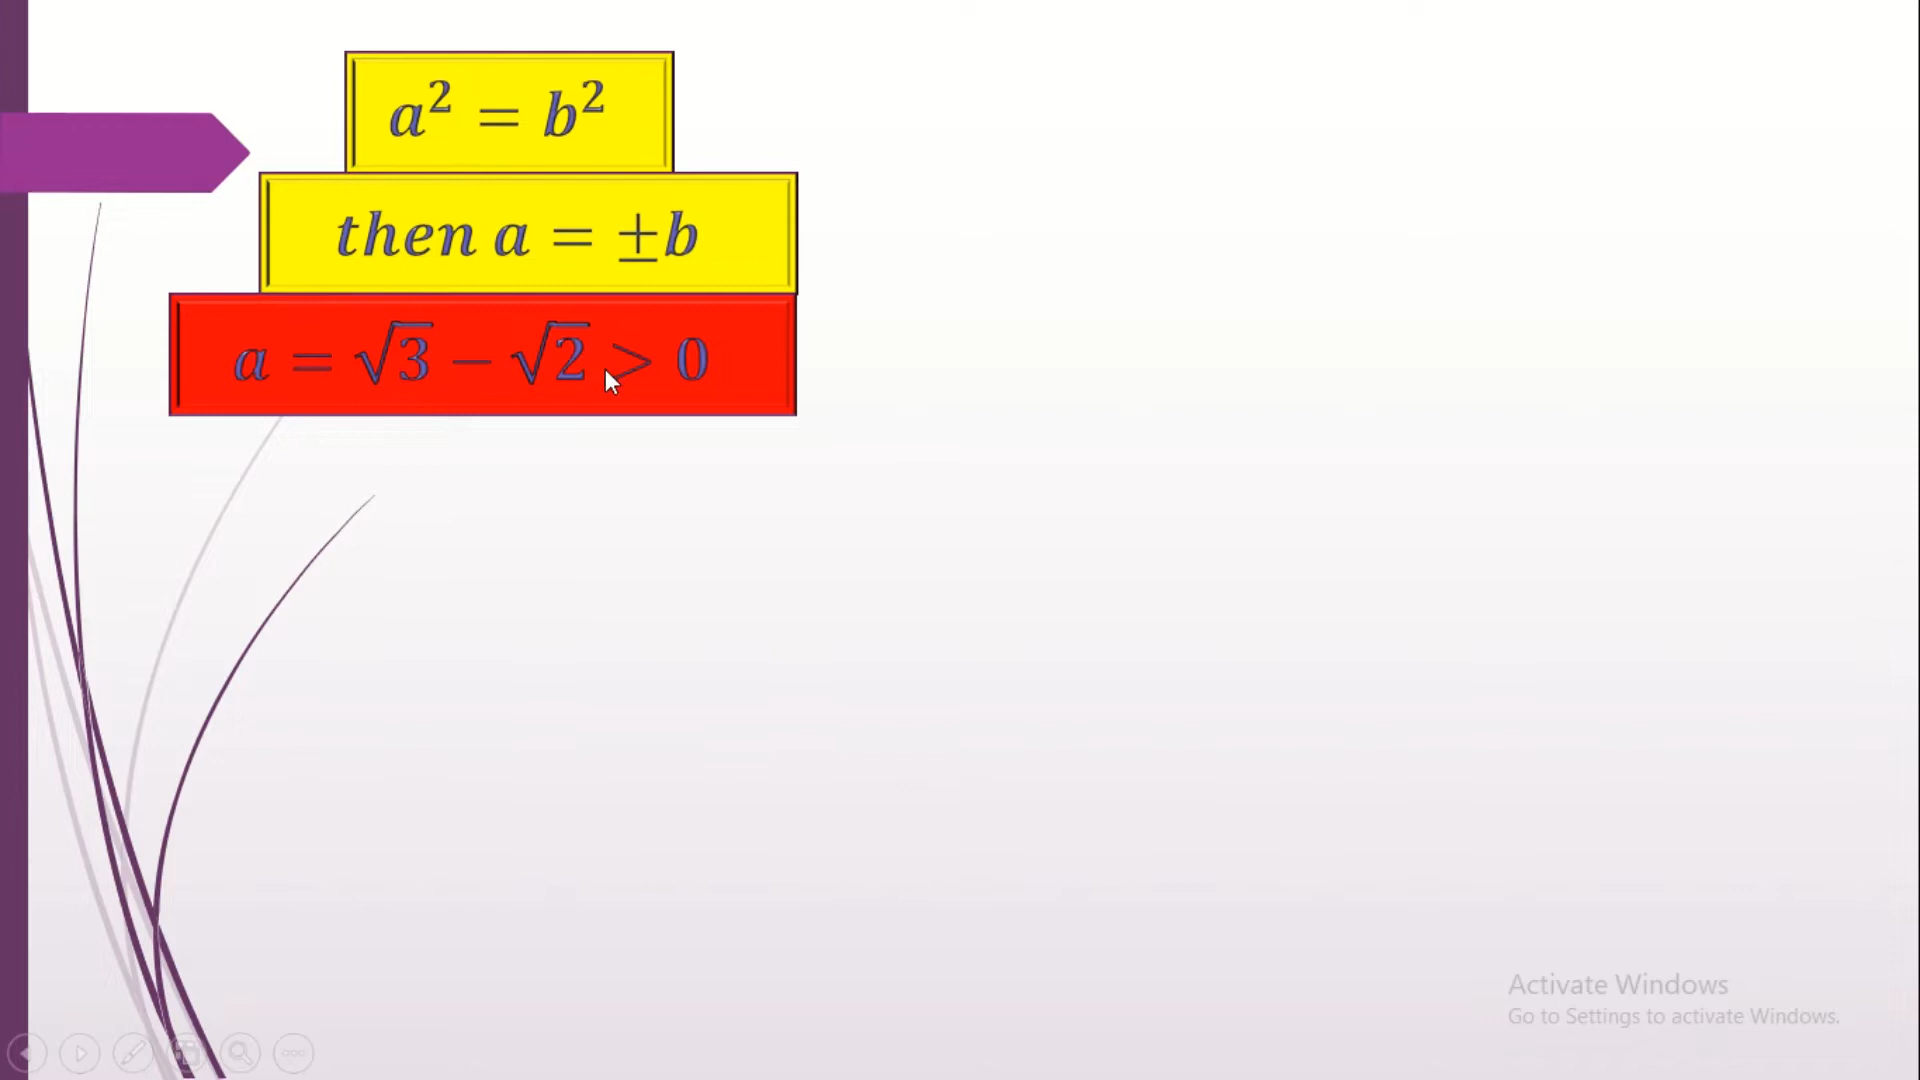 a² = b²
then a = ±b
a = √3 − √2 > 0
Activate Windows
Go to Settings to activate Windows.